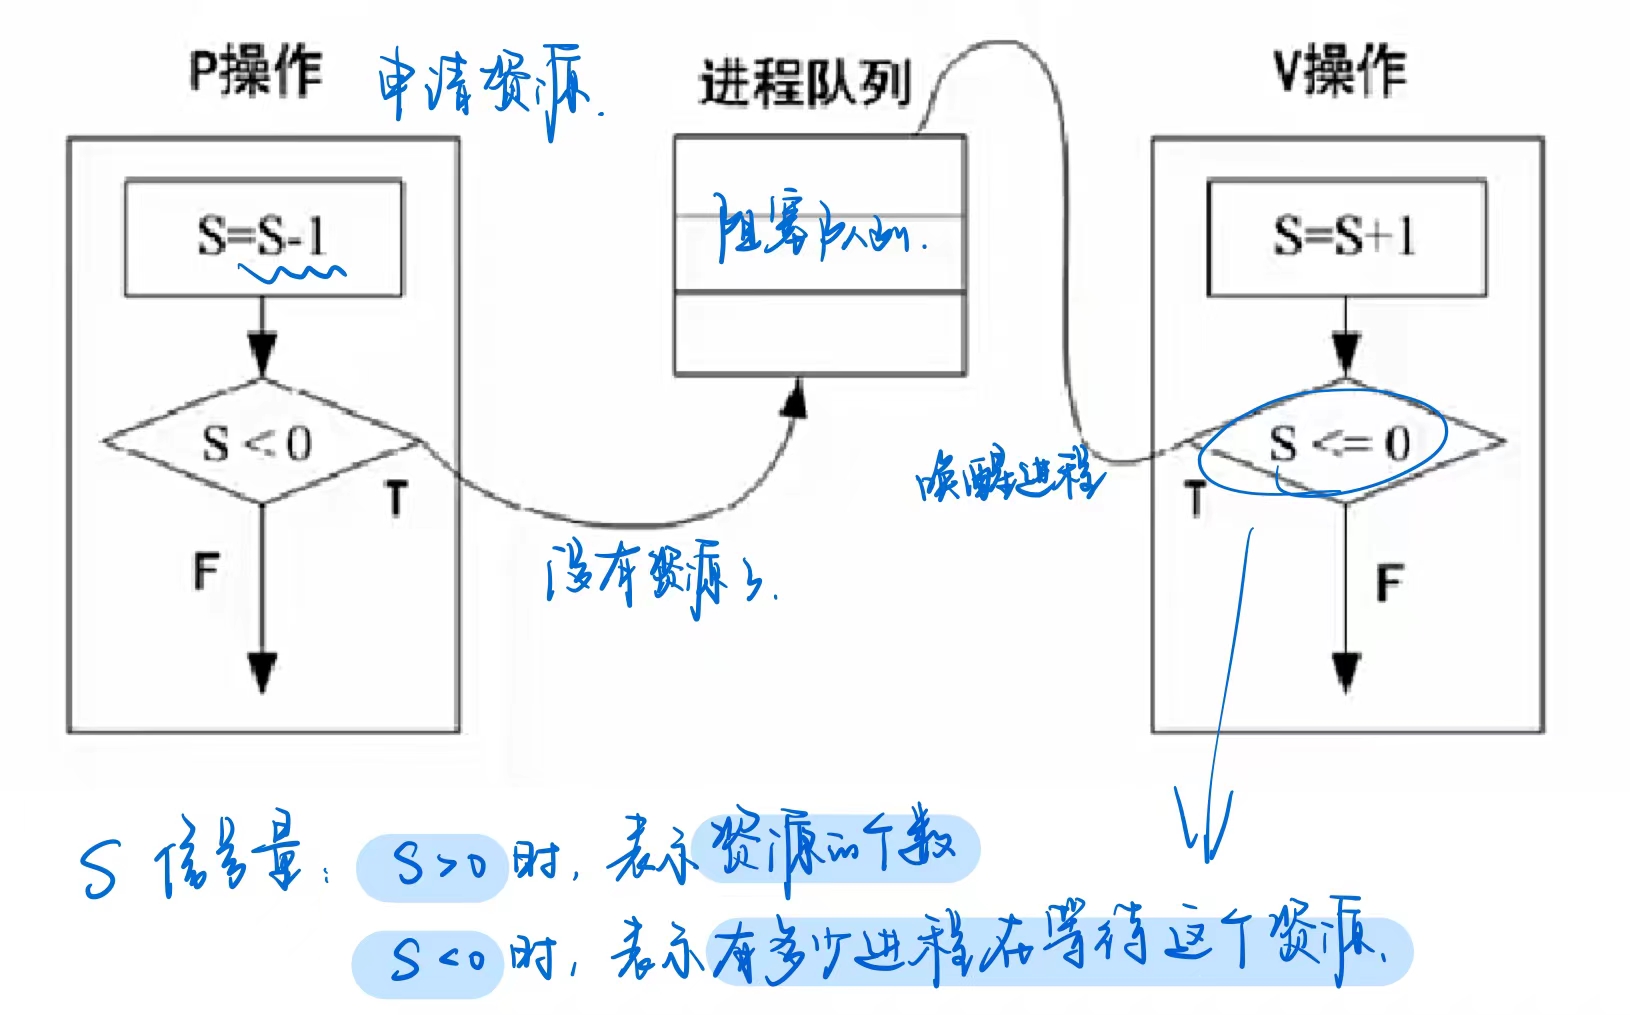 P操作 申请资源. 进程队列 V操作
S=S-1 阻塞队列. S=S+1
S < 0 S <= 0
T 唤醒进程 T
F 没有资源了. F
S 信号量: S>0 时, 表示资源的个数
S<0 时, 表示有多少进程在等待这个资源.